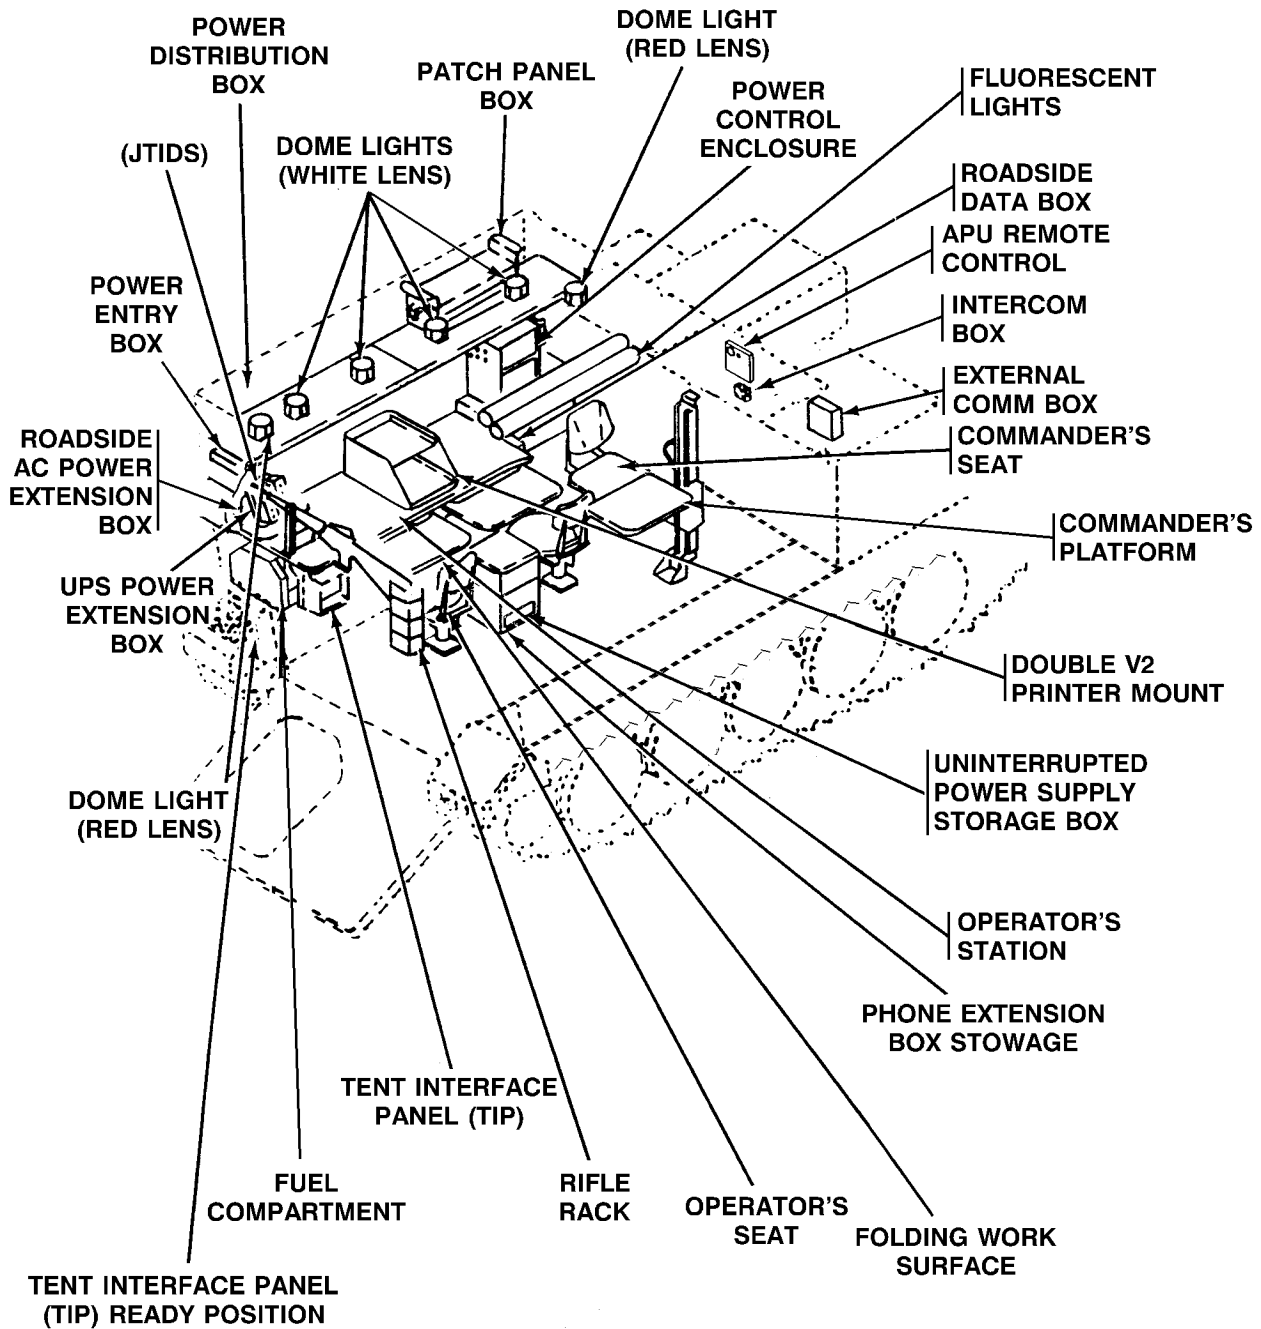 POWER
DISTRIBUTION
BOX
PATCH PANEL
BOX
DOME LIGHT
(RED LENS)
POWER
CONTROL
ENCLOSURE
FLUORESCENT
LIGHTS
(JTIDS)
DOME LIGHTS
(WHITE LENS)
ROADSIDE
DATA BOX
APU REMOTE
CONTROL
POWER
ENTRY
BOX
INTERCOM
BOX
EXTERNAL
COMM BOX
ROADSIDE
AC POWER
EXTENSION
BOX
COMMANDER'S
SEAT
COMMANDER'S
PLATFORM
UPS POWER
EXTENSION
BOX
DOUBLE V2
PRINTER MOUNT
UNINTERRUPTED
POWER SUPPLY
STORAGE BOX
DOME LIGHT
(RED LENS)
OPERATOR'S
STATION
PHONE EXTENSION
BOX STOWAGE
TENT INTERFACE
PANEL (TIP)
FUEL
COMPARTMENT
RIFLE
RACK
OPERATOR'S
SEAT
FOLDING WORK
SURFACE
TENT INTERFACE PANEL
(TIP) READY POSITION